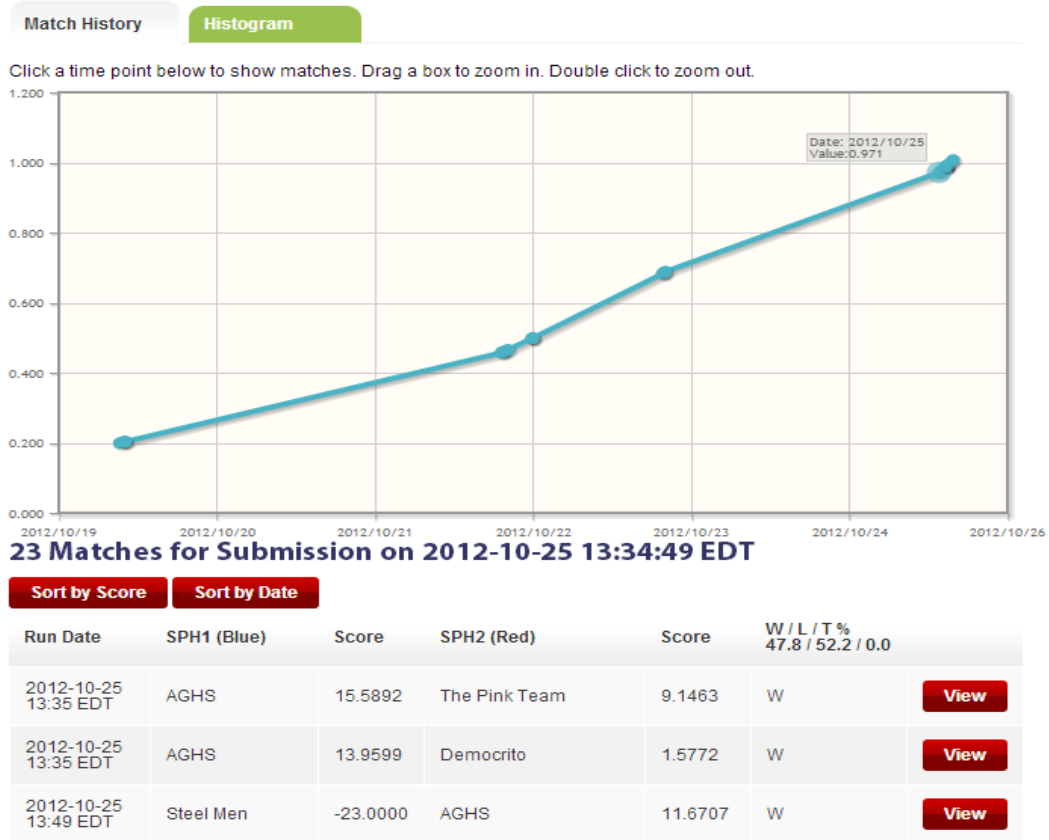 Match History
Histogram
Click a time point below to show matches. Drag a box to zoom in. Double click to zoom out.
1.200
1.000
0.800
0.600
0.400
0.200
0.000
Date: 2012/10/25
Value:0.971
2012/10/19 2012/10/20 2012/10/21 2012/10/22 2012/10/23 2012/10/24 2012/10/26
23 Matches for Submission on 2012-10-25 13:34:49 EDT
Sort by Score Sort by Date
Run Date SPH1 (Blue) Score SPH2 (Red) Score W / L / T %
47.8 / 52.2 / 0.0
2012-10-25
13:35 EDT AGHS 15.5892 The Pink Team 9.1463 W View
2012-10-25
13:35 EDT AGHS 13.9599 Democrito 1.5772 W View
2012-10-25
13:49 EDT Steel Men -23.0000 AGHS 11.6707 W View